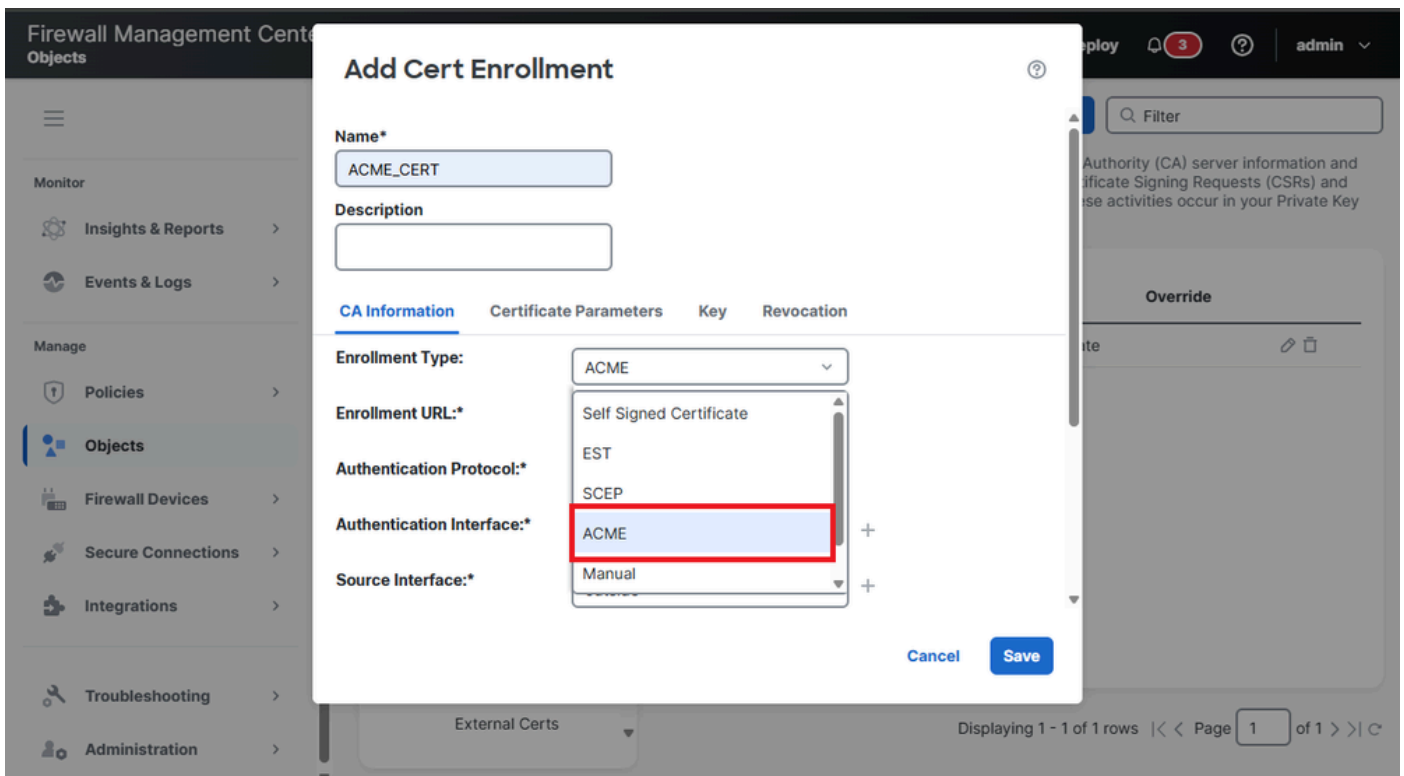 Firewall Management Cente
Objects
eploy
3
admin
Add Cert Enrollment
Filter
Name*
ACME_CERT
Authority (CA) server information and
tificate Signing Requests (CSRs) and
ese activities occur in your Private Key
Monitor
Description
Insights & Reports
Events & Logs
Override
CA Information Certificate Parameters Key Revocation
Manage
Enrollment Type:
ACME
Policies
Enrollment URL:*
Self Signed Certificate
Objects
EST
Authentication Protocol:*
SCEP
Firewall Devices
Authentication Interface:*
ACME
Secure Connections
Source Interface:*
Manual
Integrations
Cancel Save
Troubleshooting
External Certs
Displaying 1 - 1 of 1 rows |< < Page 1 of 1 > >|
Administration